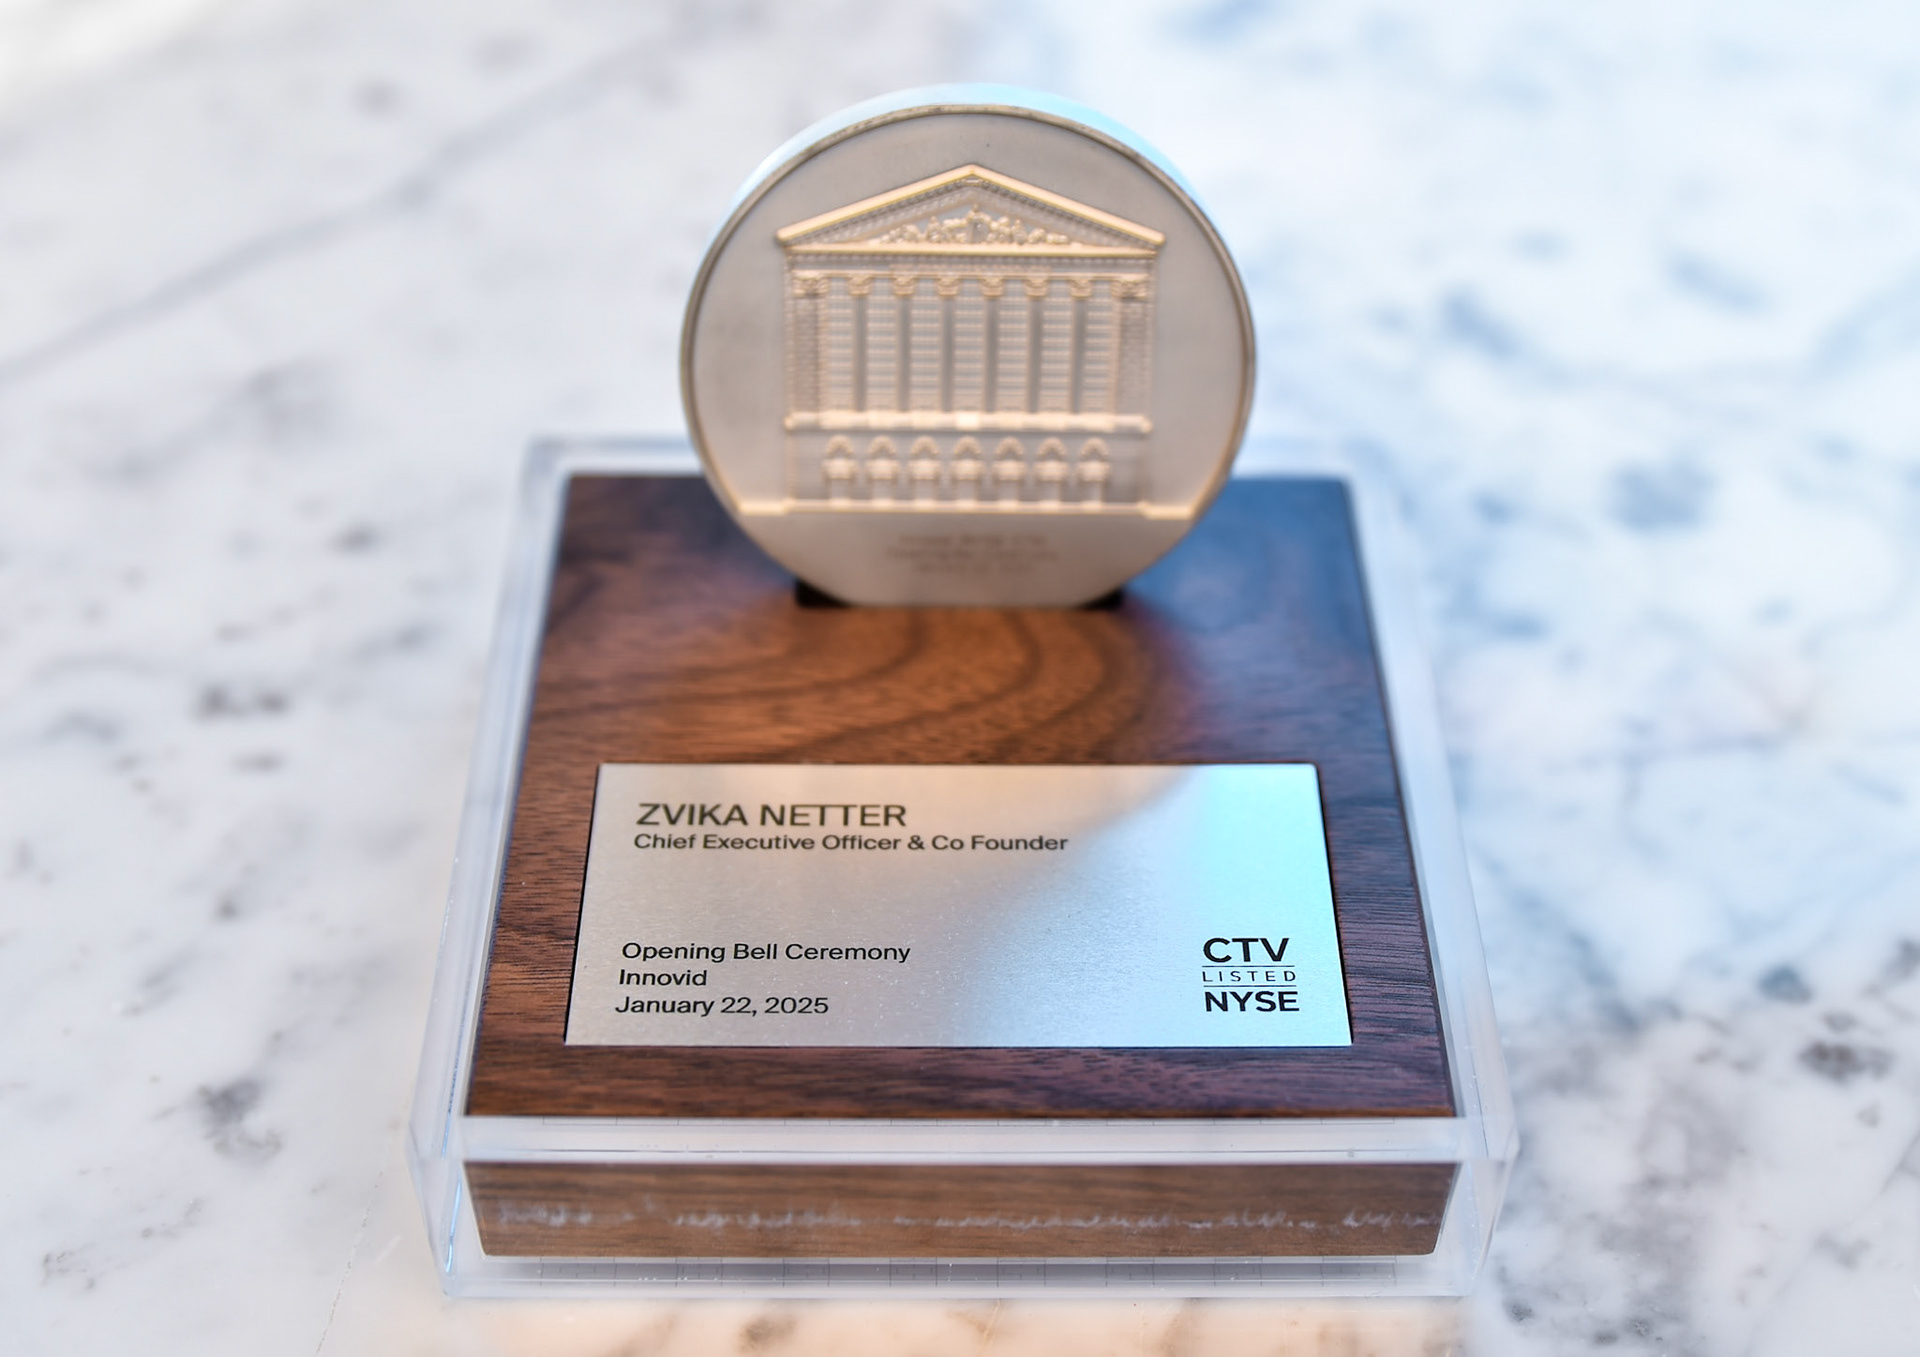 ZVIKA NETTER
Chief Executive Officer & Co Founder
Opening Bell Ceremony
Innovid
January 22, 2025
CTV
LISTED
NYSE